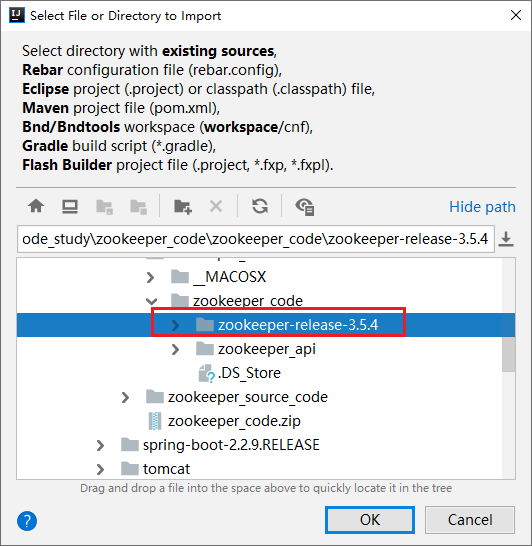 Select File or Directory to Import
Select directory with existing sources,
Rebar configuration file (rebar.config),
Eclipse project (.project) or classpath (.classpath) file,
Maven project file (pom.xml),
Bnd/Bndtools workspace (workspace/cnf),
Gradle build script (*.gradle),
Flash Builder project file (.project, *.fxp, *.fxpl).
Hide path
ode_study\zookeeper_code\zookeeper_code\zookeeper-release-3.5.4
__MACOSX
zookeeper_code
zookeeper-release-3.5.4
zookeeper_api
.DS_Store
zookeeper_source_code
zookeeper_code.zip
spring-boot-2.2.9.RELEASE
tomcat
Drag and drop a file into the space above to quickly locate it in the tree
?
OK
Cancel